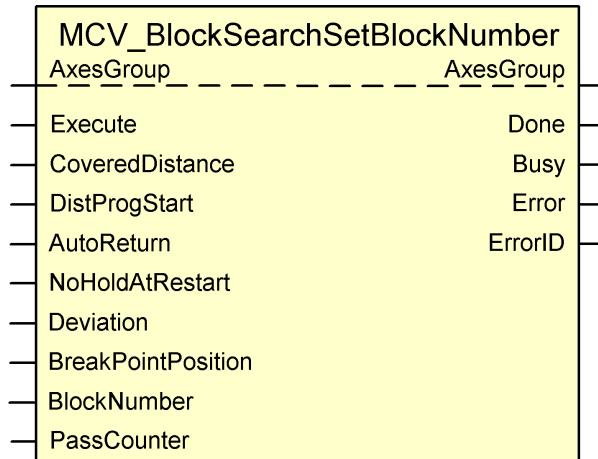 MCV_BlockSearchSetBlockNumber
AxesGroup AxesGroup
Execute Done
CoveredDistance Busy
DistProgStart Error
AutoReturn ErrorID
NoHoldAtRestart
Deviation
BreakPointPosition
BlockNumber
PassCounter